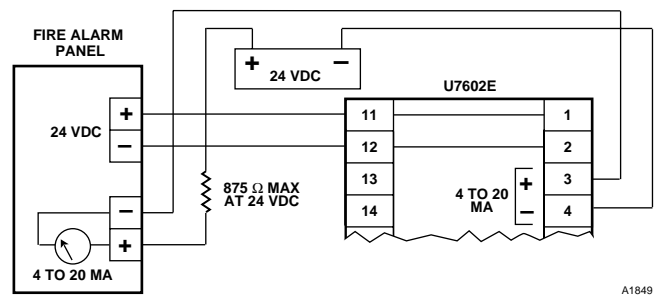 FIRE ALARM
PANEL
+ −
24 VDC
U7602E
+
24 VDC
−
11
1
12
2
13
3
14
4
4 TO 20
MA
+
−
875 Ω MAX
AT 24 VDC
−
+
4 TO 20 MA
A1849